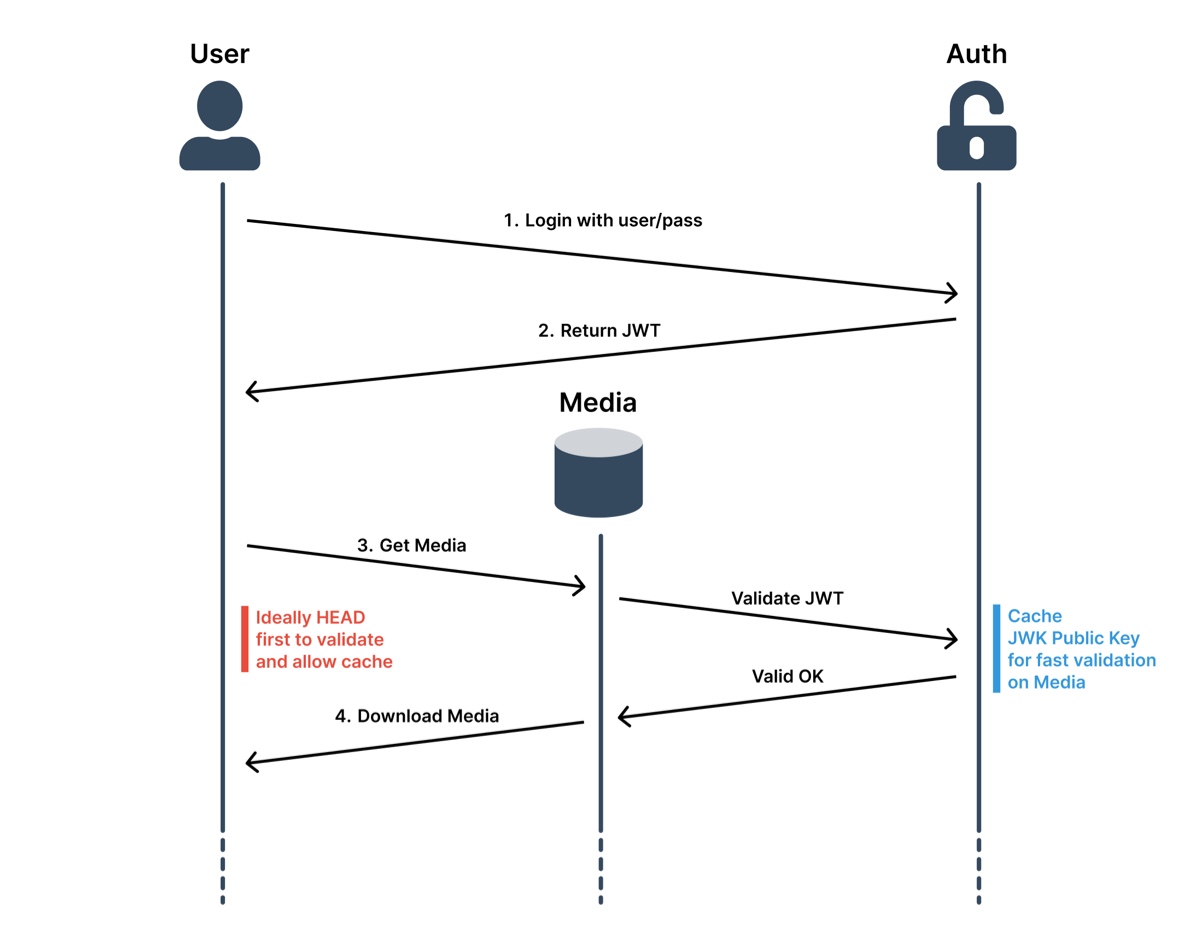 User
Auth
1. Login with user/pass
2. Return JWT
Media
3. Get Media
Validate JWT
Ideally HEAD
first to validate
and allow cache
Cache
JWK Public Key
for fast validation
on Media
Valid OK
4. Download Media